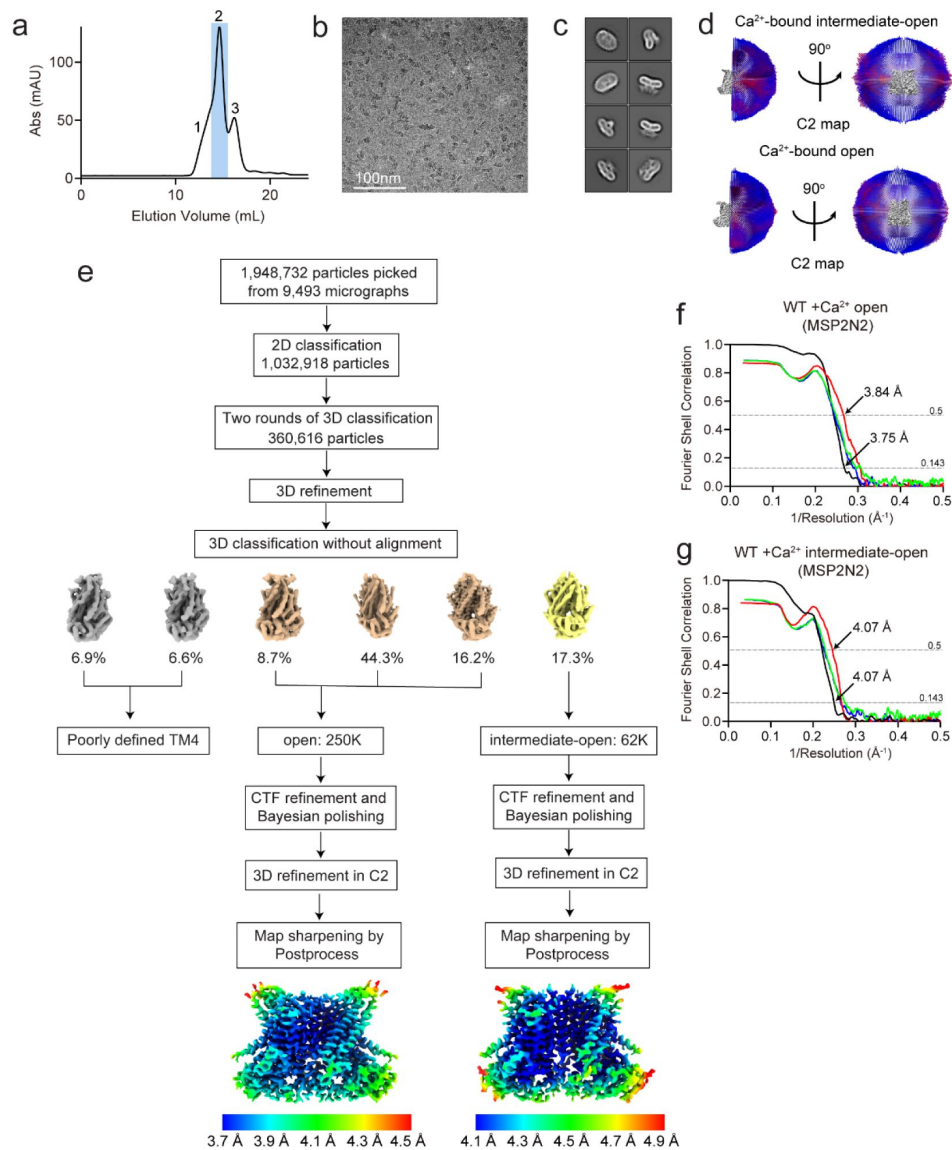 a
Abs (mAU)
100
50
0
0
10
20
Elution Volume (mL)
1
2
3
b
100nm
c
d
Ca²⁺-bound intermediate-open
90°
C2 map
Ca²⁺-bound open
90°
C2 map
e
1,948,732 particles picked
from 9,493 micrographs
2D classification
1,032,918 particles
Two rounds of 3D classification
360,616 particles
3D refinement
3D classification without alignment
6.9%
6.6%
8.7%
44.3%
16.2%
17.3%
Poorly defined TM4
open: 250K
intermediate-open: 62K
CTF refinement and
Bayesian polishing
CTF refinement and
Bayesian polishing
3D refinement in C2
3D refinement in C2
Map sharpening by
Postprocess
Map sharpening by
Postprocess
3.7 Å 3.9 Å 4.1 Å 4.3 Å 4.5 Å
4.1 Å 4.3 Å 4.5 Å 4.7 Å 4.9 Å
f
WT +Ca²⁺ open
(MSP2N2)
Fourier Shell Correlation
1.0
0.8
0.6
0.4
0.2
0.0
3.84 Å
0.5
3.75 Å
0.143
0.0 0.1 0.2 0.3 0.4 0.5
1/Resolution (Å⁻¹)
g
WT +Ca²⁺ intermediate-open
(MSP2N2)
Fourier Shell Correlation
1.0
0.8
0.6
0.4
0.2
0.0
4.07 Å
0.5
4.07 Å
0.143
0.0 0.1 0.2 0.3 0.4 0.5
1/Resolution (Å⁻¹)